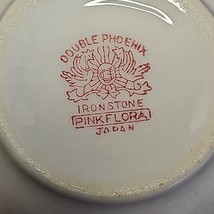 DOUBLE PHOENIX
IRONSTONE
PINKFLORA
JAPAN